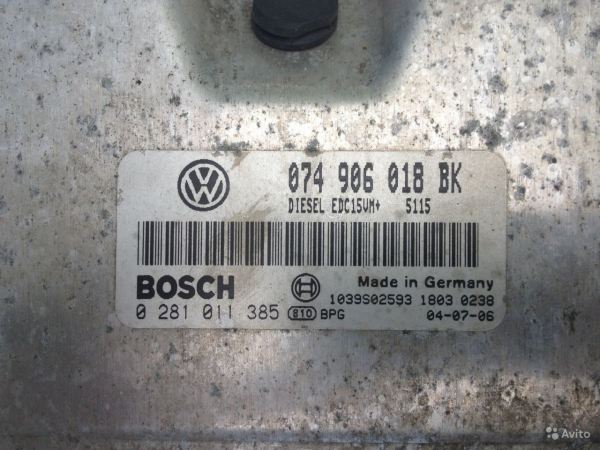 074 906 018 BK
DIESEL EDC15VM+ 5115
BOSCH
Made in Germany
1039S02593 1803 0238
0 281 011 385 810 BPG 04-07-06
Avito